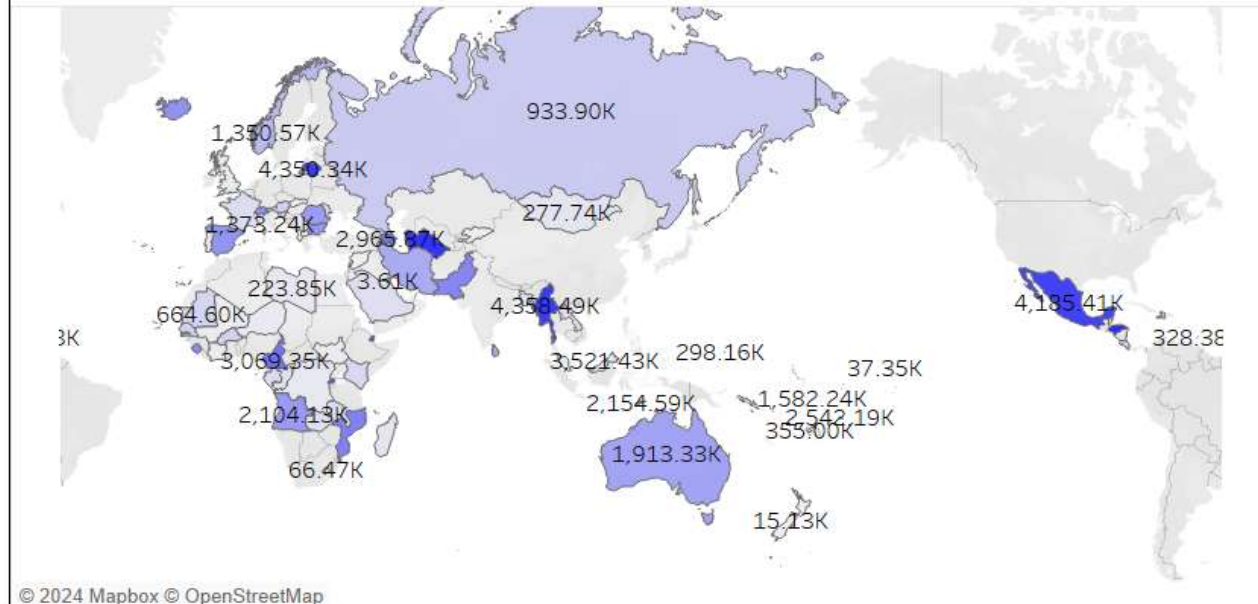 933.90K
1,350.57K
4,350.34K
277.74K
1,373.24K
2,965.87K
3.61K
223.85K
4,358.49K
664.60K
4,185.41K
3K
328.38
3,069.35K
3,521.43K
298.16K
37.35K
2,154.59K
1,582.24K
2,104.13K
2,542.19K
355.00K
1,913.33K
66.47K
15.13K
© 2024 Mapbox © OpenStreetMap